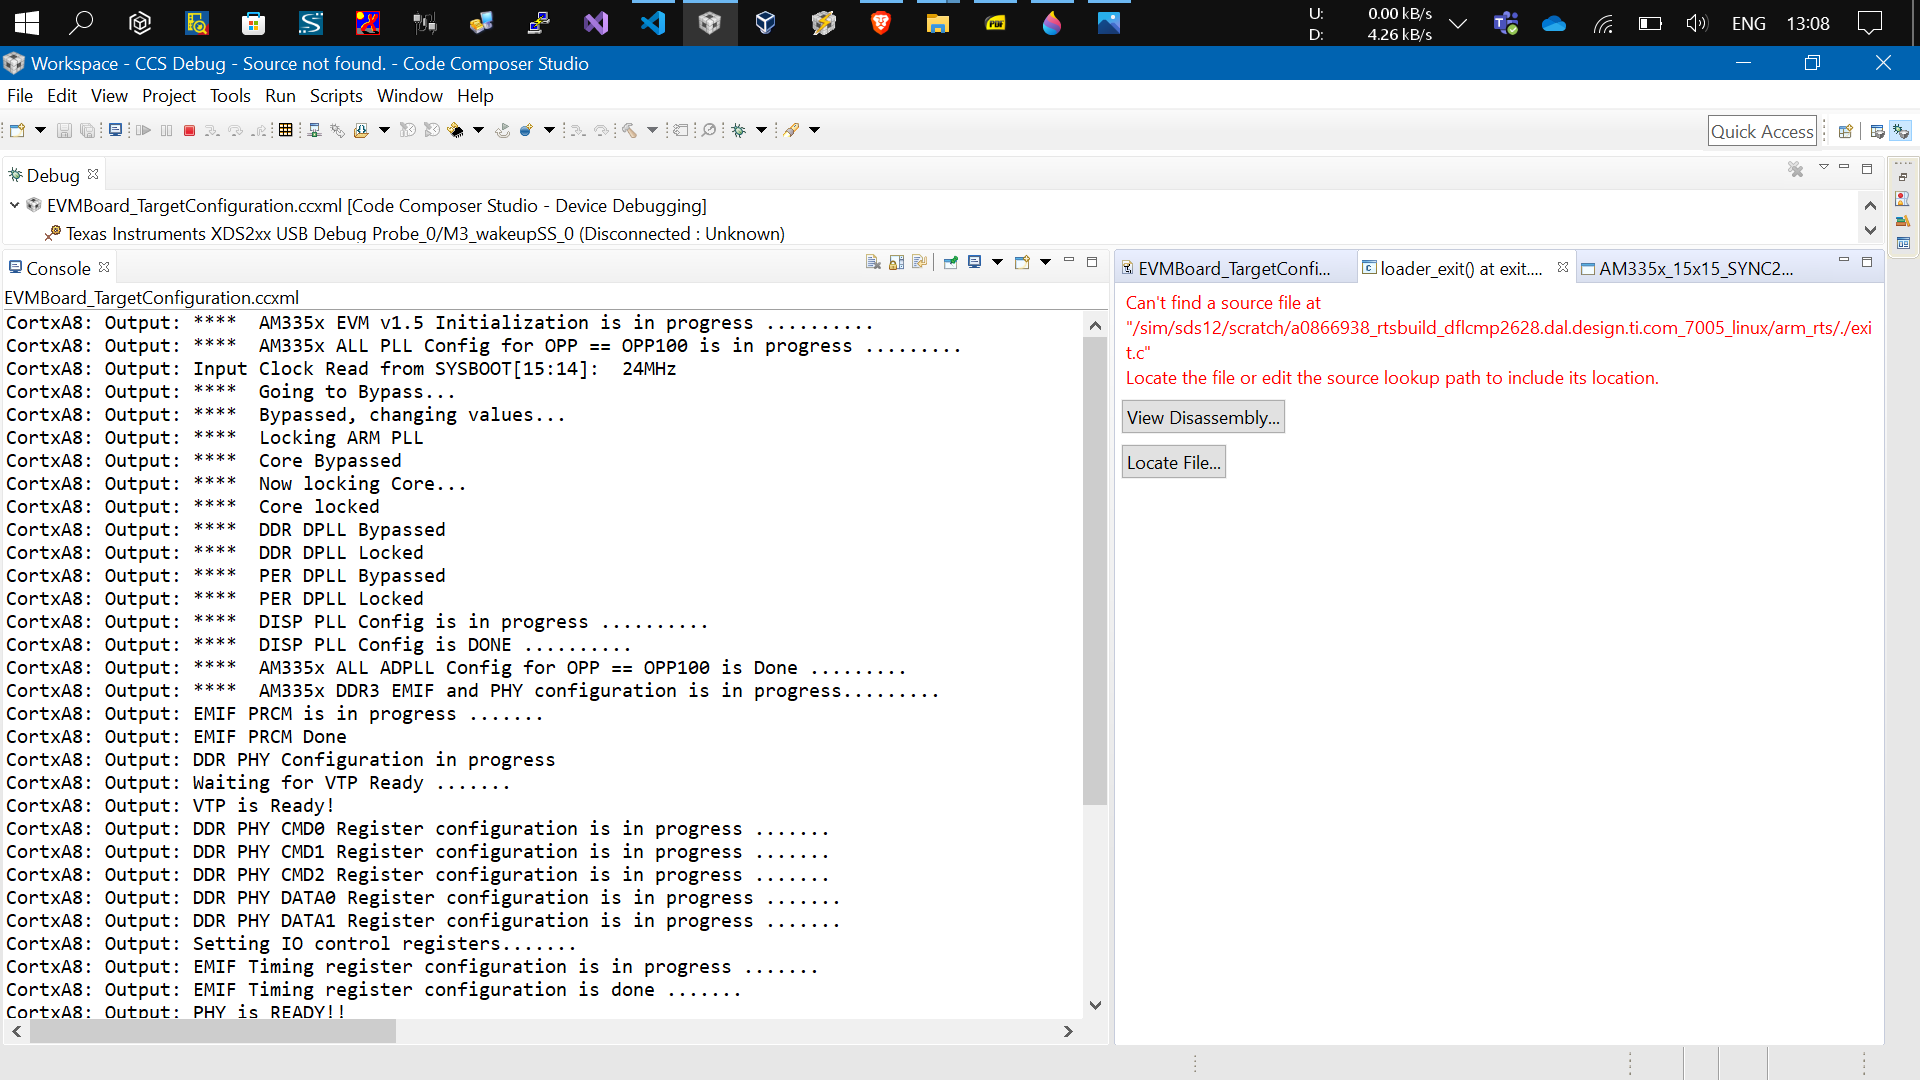 U: 0.00 kB/s
D: 4.26 kB/s
ENG
13:08
Workspace - CCS Debug - Source not found. - Code Composer Studio
File Edit View Project Tools Run Scripts Window Help
Quick Access
Debug
EVMBoard_TargetConfiguration.ccxml [Code Composer Studio - Device Debugging]
Texas Instruments XDS2xx USB Debug Probe_0/M3_wakeupSS_0 (Disconnected : Unknown)
Console
EVMBoard_TargetConfiguration.ccxml
CortxA8: Output: **** AM335x EVM v1.5 Initialization is in progress ..........
CortxA8: Output: **** AM335x ALL PLL Config for OPP == OPP100 is in progress .........
CortxA8: Output: Input Clock Read from SYSBOOT[15:14]: 24MHz
CortxA8: Output: **** Going to Bypass...
CortxA8: Output: **** Bypassed, changing values...
CortxA8: Output: **** Locking ARM PLL
CortxA8: Output: **** Core Bypassed
CortxA8: Output: **** Now locking Core...
CortxA8: Output: **** Core locked
CortxA8: Output: **** DDR DPLL Bypassed
CortxA8: Output: **** DDR DPLL Locked
CortxA8: Output: **** PER DPLL Bypassed
CortxA8: Output: **** PER DPLL Locked
CortxA8: Output: **** DISP PLL Config is in progress ..........
CortxA8: Output: **** DISP PLL Config is DONE ..........
CortxA8: Output: **** AM335x ALL ADPLL Config for OPP == OPP100 is Done .........
CortxA8: Output: **** AM335x DDR3 EMIF and PHY configuration is in progress.........
CortxA8: Output: EMIF PRCM is in progress .......
CortxA8: Output: EMIF PRCM Done
CortxA8: Output: DDR PHY Configuration in progress
CortxA8: Output: Waiting for VTP Ready .......
CortxA8: Output: VTP is Ready!
CortxA8: Output: DDR PHY CMD0 Register configuration is in progress .......
CortxA8: Output: DDR PHY CMD1 Register configuration is in progress .......
CortxA8: Output: DDR PHY CMD2 Register configuration is in progress .......
CortxA8: Output: DDR PHY DATA0 Register configuration is in progress .......
CortxA8: Output: DDR PHY DATA1 Register configuration is in progress .......
CortxA8: Output: Setting IO control registers.......
CortxA8: Output: EMIF Timing register configuration is in progress .......
CortxA8: Output: EMIF Timing register configuration is done .......
CortxA8: Output: PHY is READY!!
EVMBoard_TargetConfi...
loader_exit() at exit....
AM335x_15x15_SYNC2...
Can't find a source file at
"/sim/sds12/scratch/a0866938_rtsbuild_dflcmp2628.dal.design.ti.com_7005_linux/arm_rts/./exi
t.c"
Locate the file or edit the source lookup path to include its location.
View Disassembly...
Locate File...